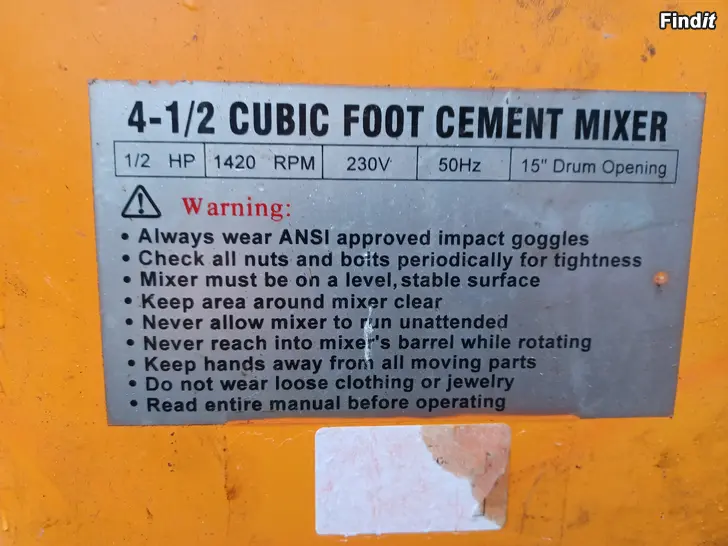 Findit
4-1/2 CUBIC FOOT CEMENT MIXER
1/2 HP 1420 RPM 230V 50Hz 15" Drum Opening
Warning:
• Always wear ANSI approved impact goggles
• Check all nuts and bolts periodically for tightness
• Mixer must be on a level,stable surface
• Keep area around mixer clear
• Never allow mixer to run unattended
• Never reach into mixer's barrel while rotating
• Keep hands away from all moving parts
• Do not wear loose clothing or jewelry
• Read entire manual before operating